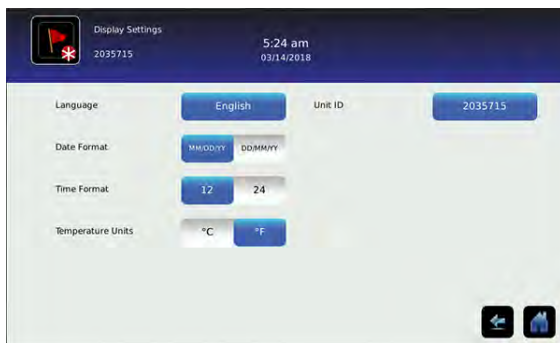 Display Settings
2035715
5:24 am
03/14/2018
Language
English
Unit ID
2035715
Date Format
MM/DD/YY
DD/MM/YY
Time Format
12
24
Temperature Units
°C
°F